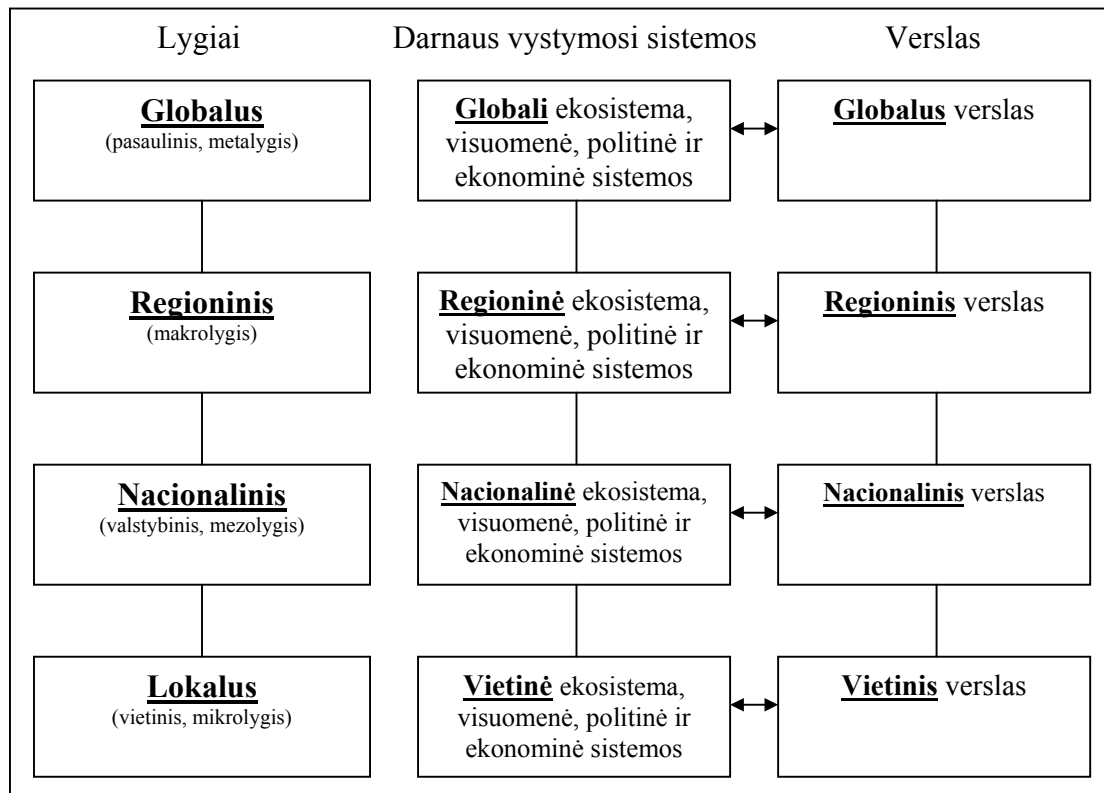 Lygiai
Darnaus vystymosi sistemos
Verslas
Globalus
(pasaulinis, metalygis)
Globali ekosistema,
visuomenė, politinė ir
ekonominė sistemos
Globalus verslas
Regioninis
(makrolygis)
Regioninė ekosistema,
visuomenė, politinė ir
ekonominė sistemos
Regioninis verslas
Nacionalinis
(valstybinis, mezolygis)
Nacionalinė ekosistema,
visuomenė, politinė ir
ekonominė sistemos
Nacionalinis verslas
Lokalus
(vietinis, mikrolygis)
Vietinė ekosistema,
visuomenė, politinė ir
ekonominė sistemos
Vietinis verslas